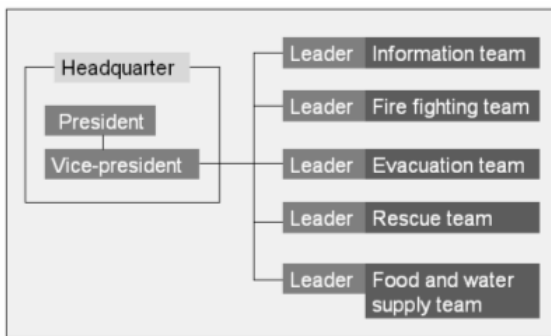 Headquarter
President
Vice-president
Leader Information team
Leader Fire fighting team
Leader Evacuation team
Leader Rescue team
Leader Food and water
supply team